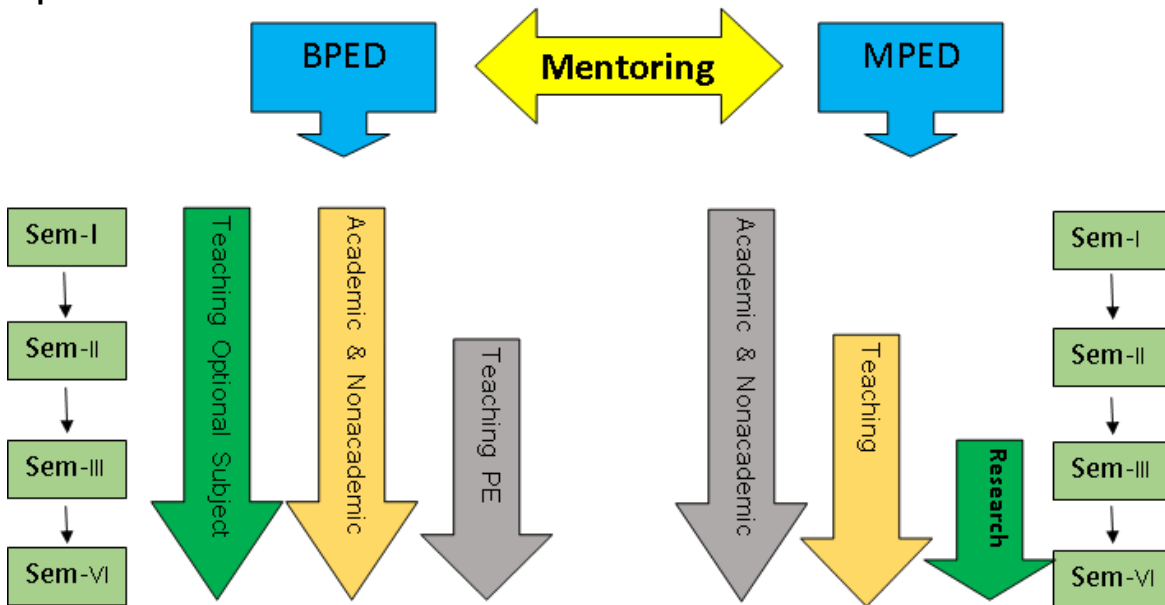 BPED
Mentoring
MPED
Sem-I
Sem-II
Sem-III
Sem-VI
Teaching Optional Subject
Academic & Nonacademic
Teaching PE
Academic & Nonacademic
Teaching
Research
Sem-I
Sem-II
Sem-III
Sem-VI